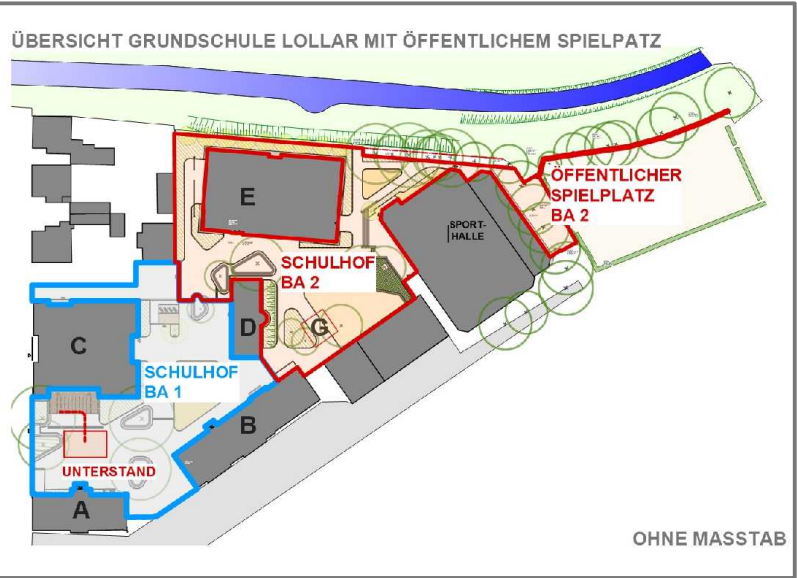 ÜBERSICHT GRUNDSCHULE LOLLAR MIT ÖFFENTLICHEM SPIELPATZ
E
ÖFFENTLICHER
SPIELPLATZ
BA 2
SPORT-
HALLE
SCHULHOF
BA 2
D
G
C
SCHULHOF
BA 1
B
UNTERSTAND
A
OHNE MASSTAB